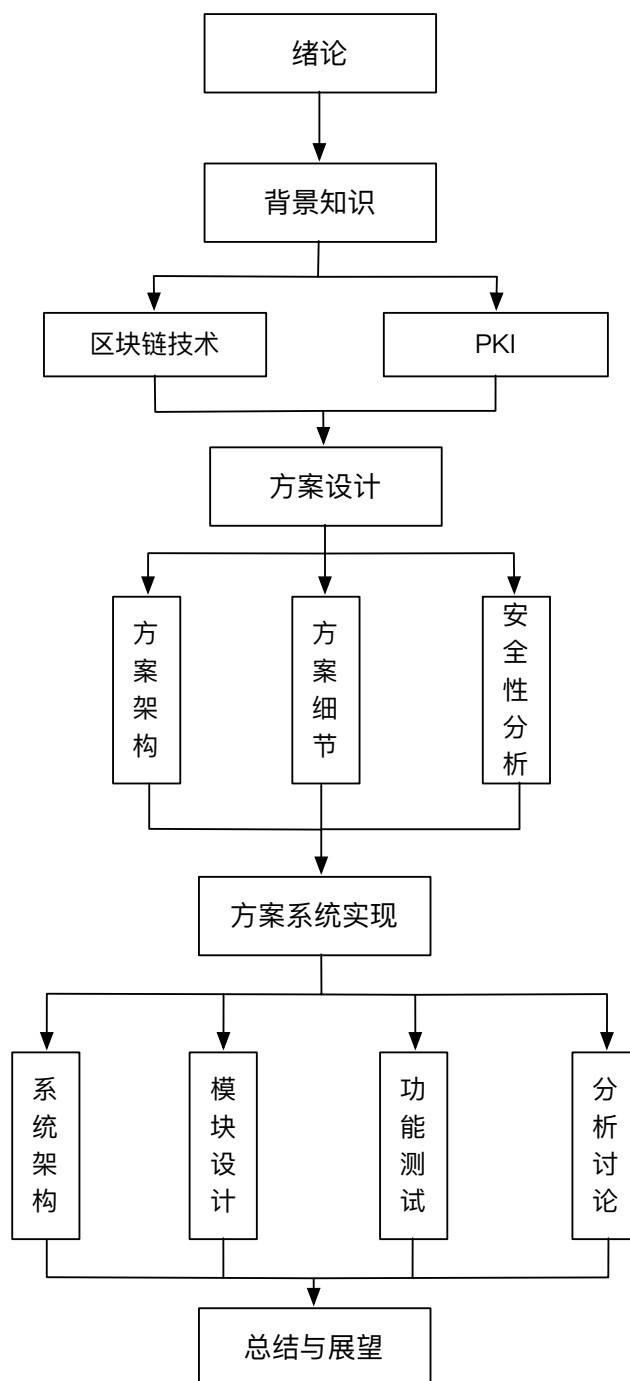 绪论
背景知识
区块链技术
PKI
方案设计
方案架构
方案细节
安全性分析
方案系统实现
系统架构
模块设计
功能测试
分析讨论
总结与展望